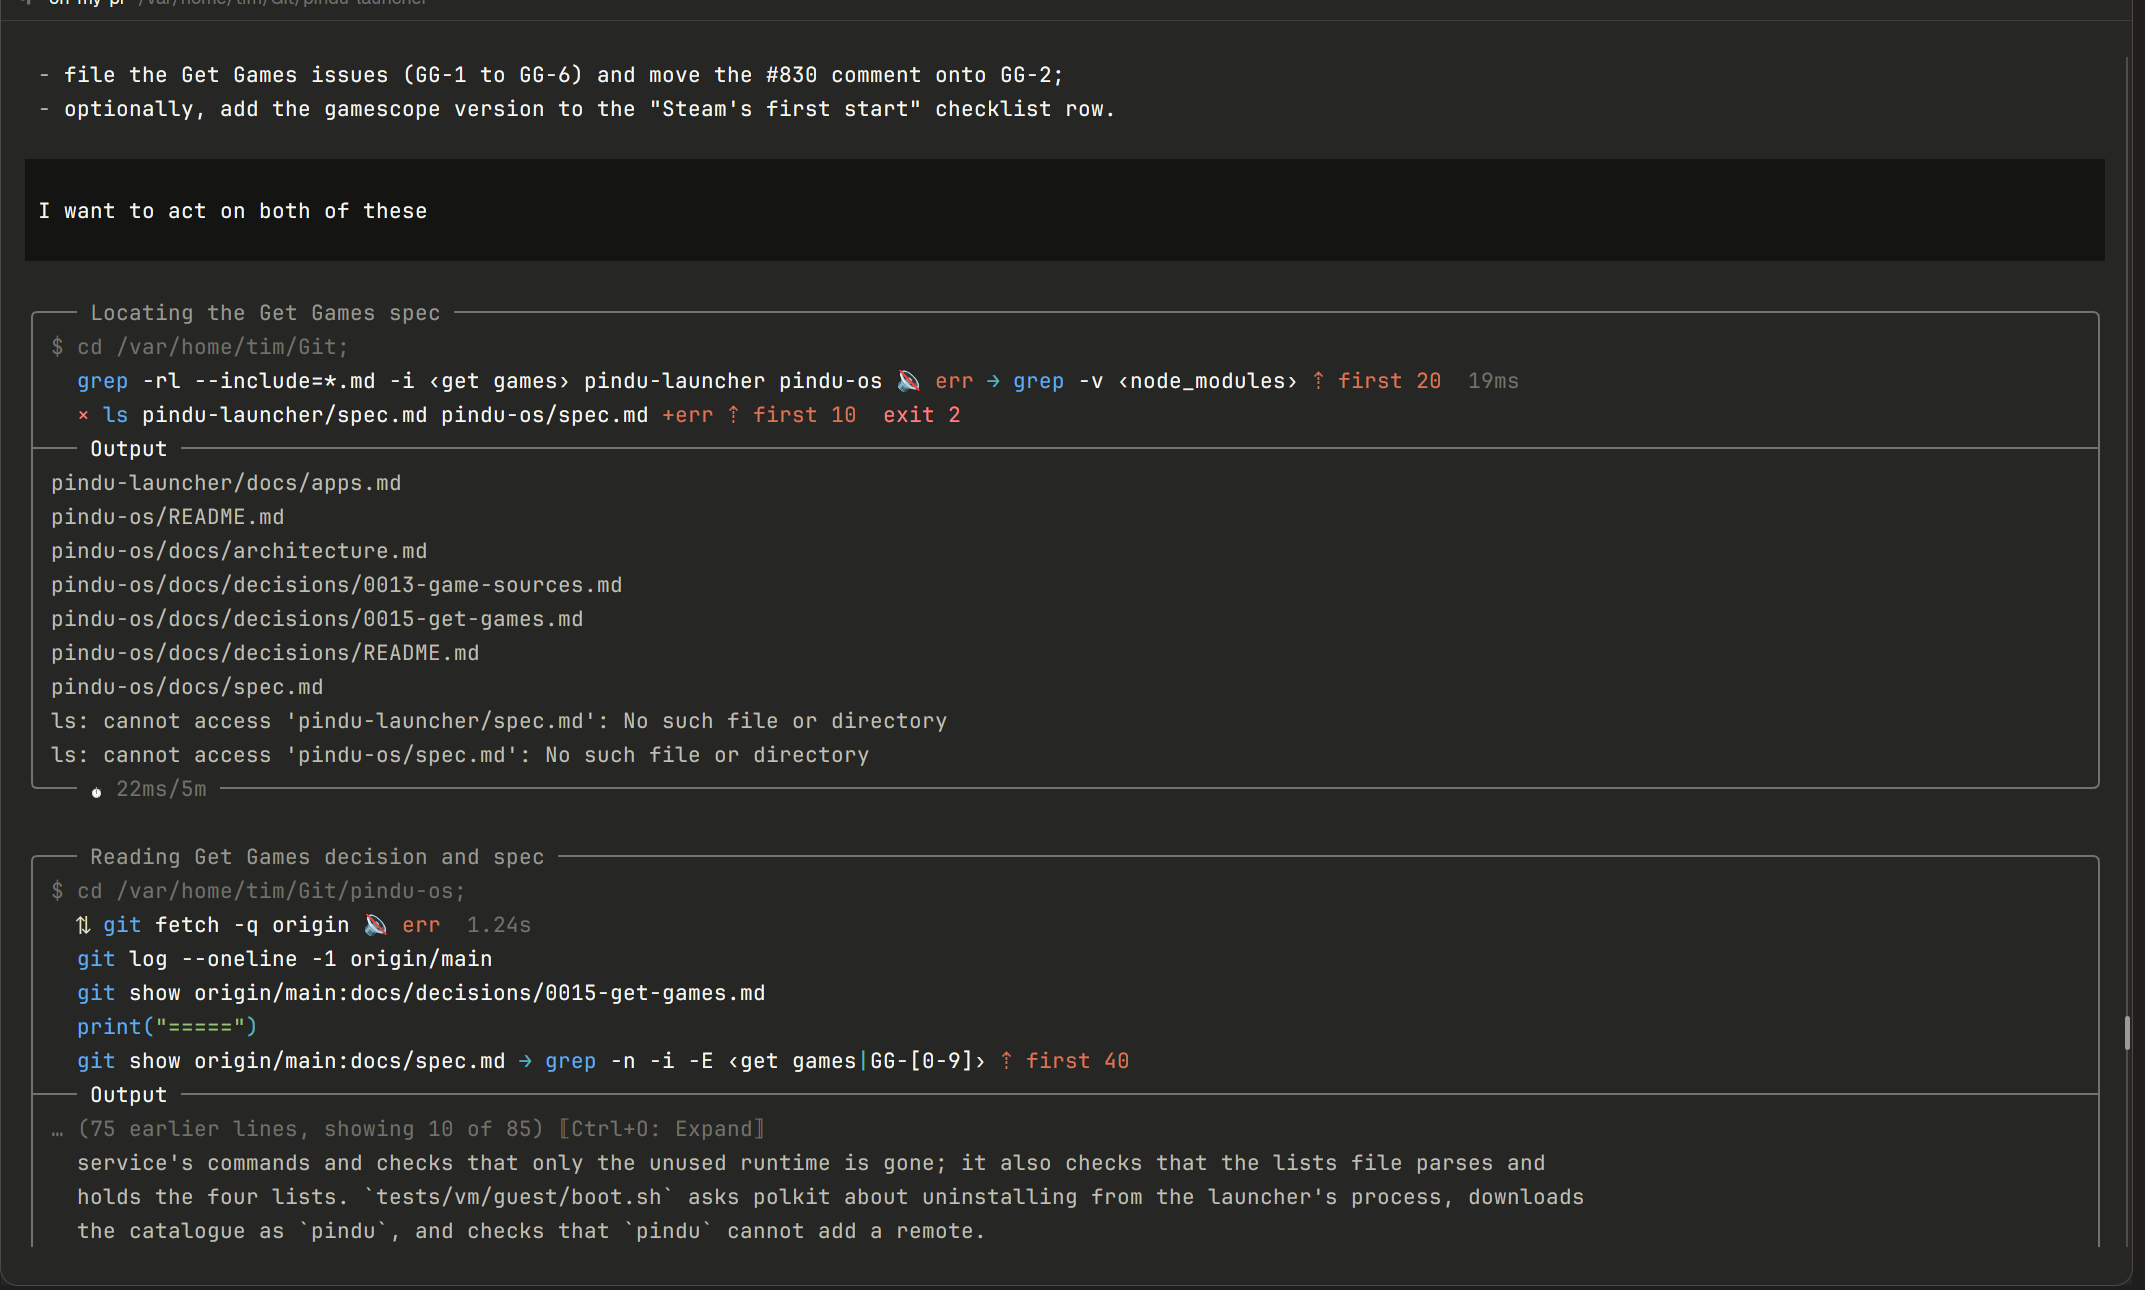 - file the Get Games issues (GG-1 to GG-6) and move the #830 comment onto GG-2;
- optionally, add the gamescope version to the "Steam's first start" checklist row.
I want to act on both of these
Locating the Get Games spec
$ cd /var/home/tim/Git;
grep -rl --include=*.md -i ‹get games› pindu-launcher pindu-os 🔕 err → grep -v ‹node_modules› ⇡ first 20 19ms
× ls pindu-launcher/spec.md pindu-os/spec.md +err ⇡ first 10 exit 2
Output
pindu-launcher/docs/apps.md
pindu-os/README.md
pindu-os/docs/architecture.md
pindu-os/docs/decisions/0013-game-sources.md
pindu-os/docs/decisions/0015-get-games.md
pindu-os/docs/decisions/README.md
pindu-os/docs/spec.md
ls: cannot access 'pindu-launcher/spec.md': No such file or directory
ls: cannot access 'pindu-os/spec.md': No such file or directory
22ms/5m
Reading Get Games decision and spec
$ cd /var/home/tim/Git/pindu-os;
⇅ git fetch -q origin 🔕 err 1.24s
git log --oneline -1 origin/main
git show origin/main:docs/decisions/0015-get-games.md
print("=====")
git show origin/main:docs/spec.md → grep -n -i -E ‹get games|GG-[0-9]› ⇡ first 40
Output
… (75 earlier lines, showing 10 of 85) ⟦Ctrl+O: Expand⟧
service's commands and checks that only the unused runtime is gone; it also checks that the lists file parses and
holds the four lists. `tests/vm/guest/boot.sh` asks polkit about uninstalling from the launcher's process, downloads
the catalogue as `pindu`, and checks that `pindu` cannot add a remote.